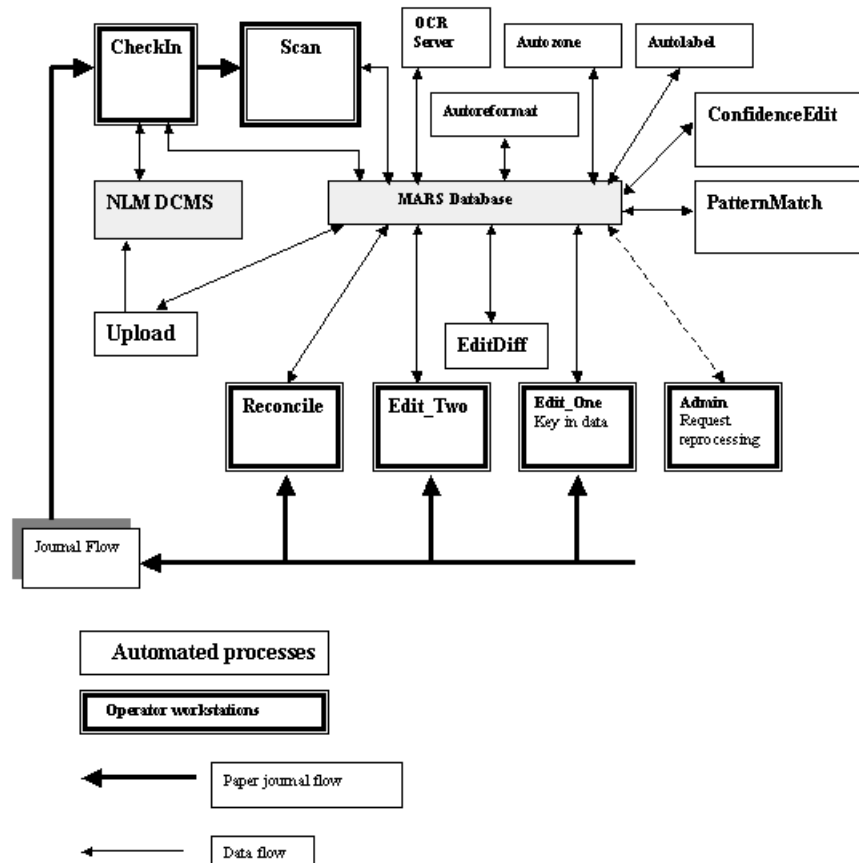 CheckIn
Scan
OCR
Server
Autozone
Autolabel
Autoreformat
ConfidenceEdit
NLM DCMS
MARS Database
PatternMatch
Upload
EditDiff
Reconcile
Edit_Two
Edit_One
Key in data
Admin
Request
reprocessing
Journal Flow
Automated processes
Operator workstations
Paper journal flow
Data flow